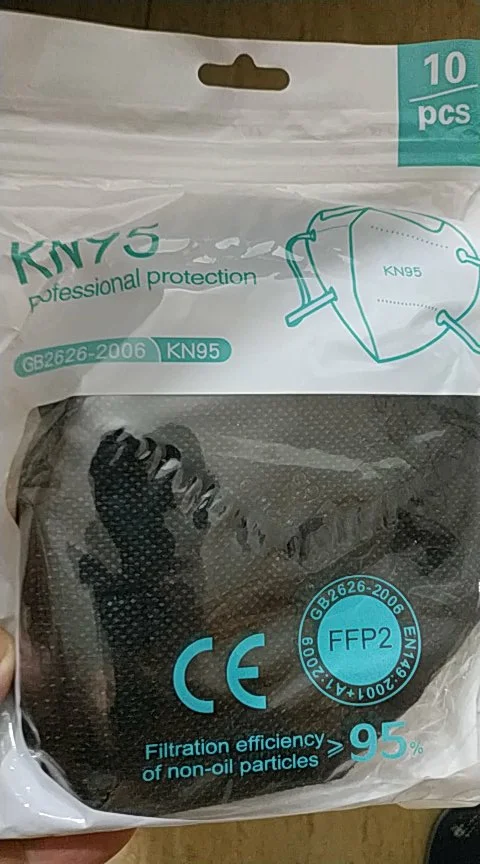 10
pcs
KN95
professional protection
KN95
GB2626-2006 KN95
GB2626-2006
EN149:2001+A1:2009
FFP2
CE
Filtration efficiency
of non-oil particles ≥95%